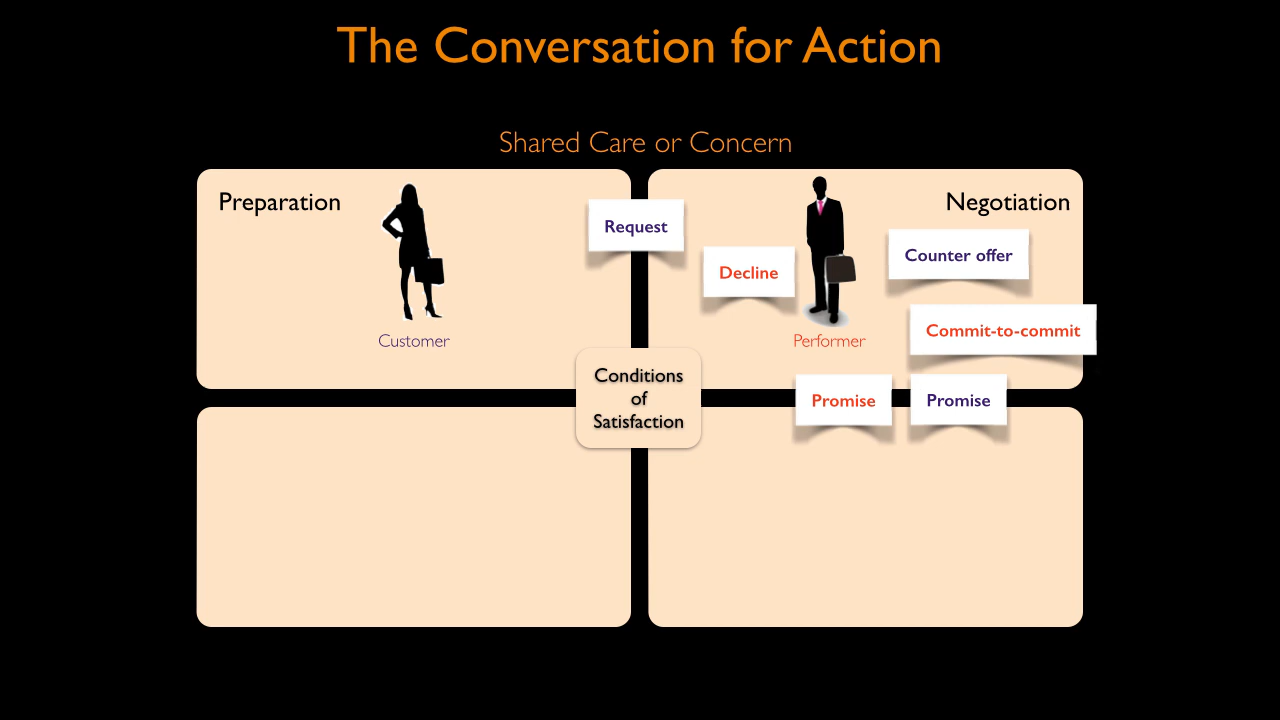 The Conversation for Action
Shared Care or Concern
Preparation
Negotiation
Request
Counter offer
Decline
Commit-to-commit
Customer
Performer
Conditions
of
Satisfaction
Promise
Promise